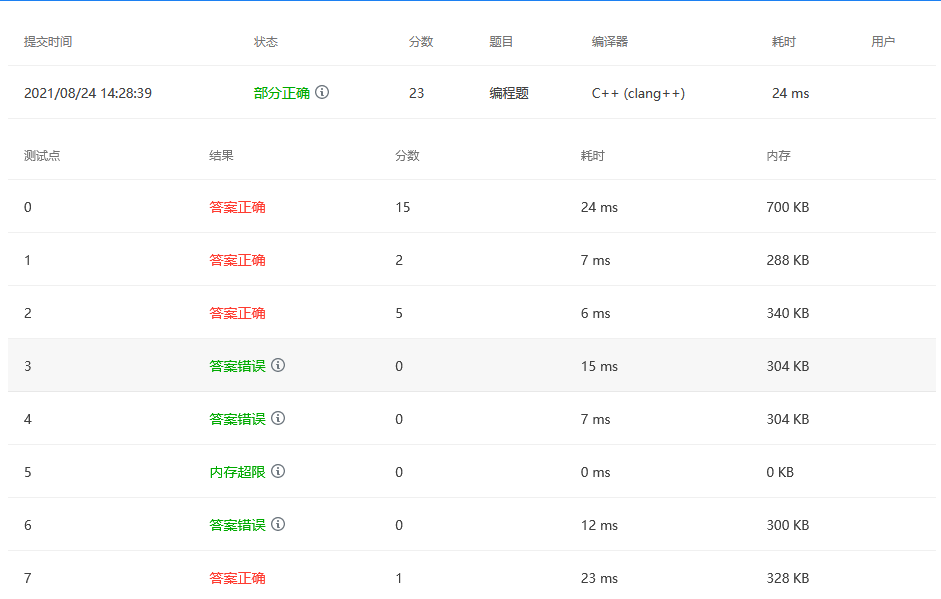 提交时间 状态 分数 题目 编译器 耗时 用户
2021/08/24 14:28:39 部分正确 23 编程题 C++ (clang++) 24 ms
测试点 结果 分数 耗时 内存
0 答案正确 15 24 ms 700 KB
1 答案正确 2 7 ms 288 KB
2 答案正确 5 6 ms 340 KB
3 答案错误 0 15 ms 304 KB
4 答案错误 0 7 ms 304 KB
5 内存超限 0 0 ms 0 KB
6 答案错误 0 12 ms 300 KB
7 答案正确 1 23 ms 328 KB